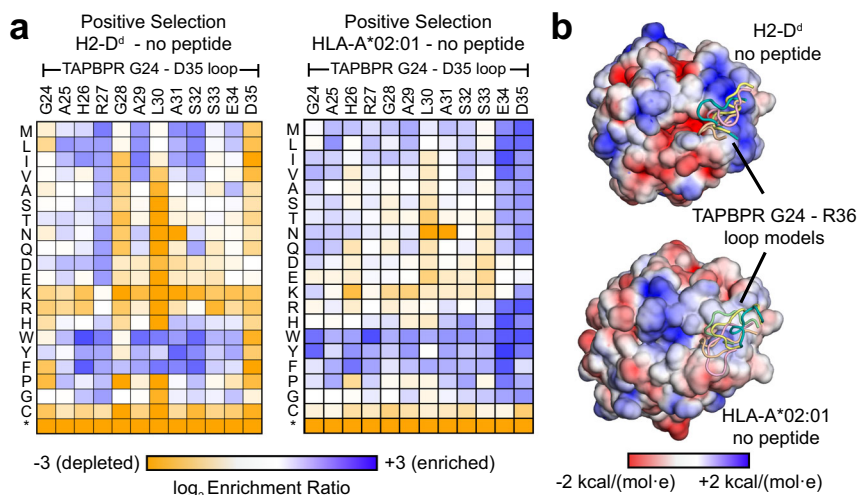 a
Positive Selection
H2-Dᵈ - no peptide
TAPBPR G24 - D35 loop
G24 A25 H26 R27 G28 A29 L30 A31 S32 S33 E34 D35
M
L
I
V
A
S
T
N
Q
D
E
K
R
H
W
Y
F
P
G
C
*
Positive Selection
HLA-A*02:01 - no peptide
TAPBPR G24 - D35 loop
G24 A25 H26 R27 G28 A29 L30 A31 S32 S33 E34 D35
M
L
I
V
A
S
T
N
Q
D
E
K
R
H
W
Y
F
P
G
C
*
-3 (depleted) +3 (enriched)
log₂ Enrichment Ratio
b
H2-Dᵈ
no peptide
TAPBPR G24 - R36
loop models
HLA-A*02:01
no peptide
-2 kcal/(mol·e) +2 kcal/(mol·e)